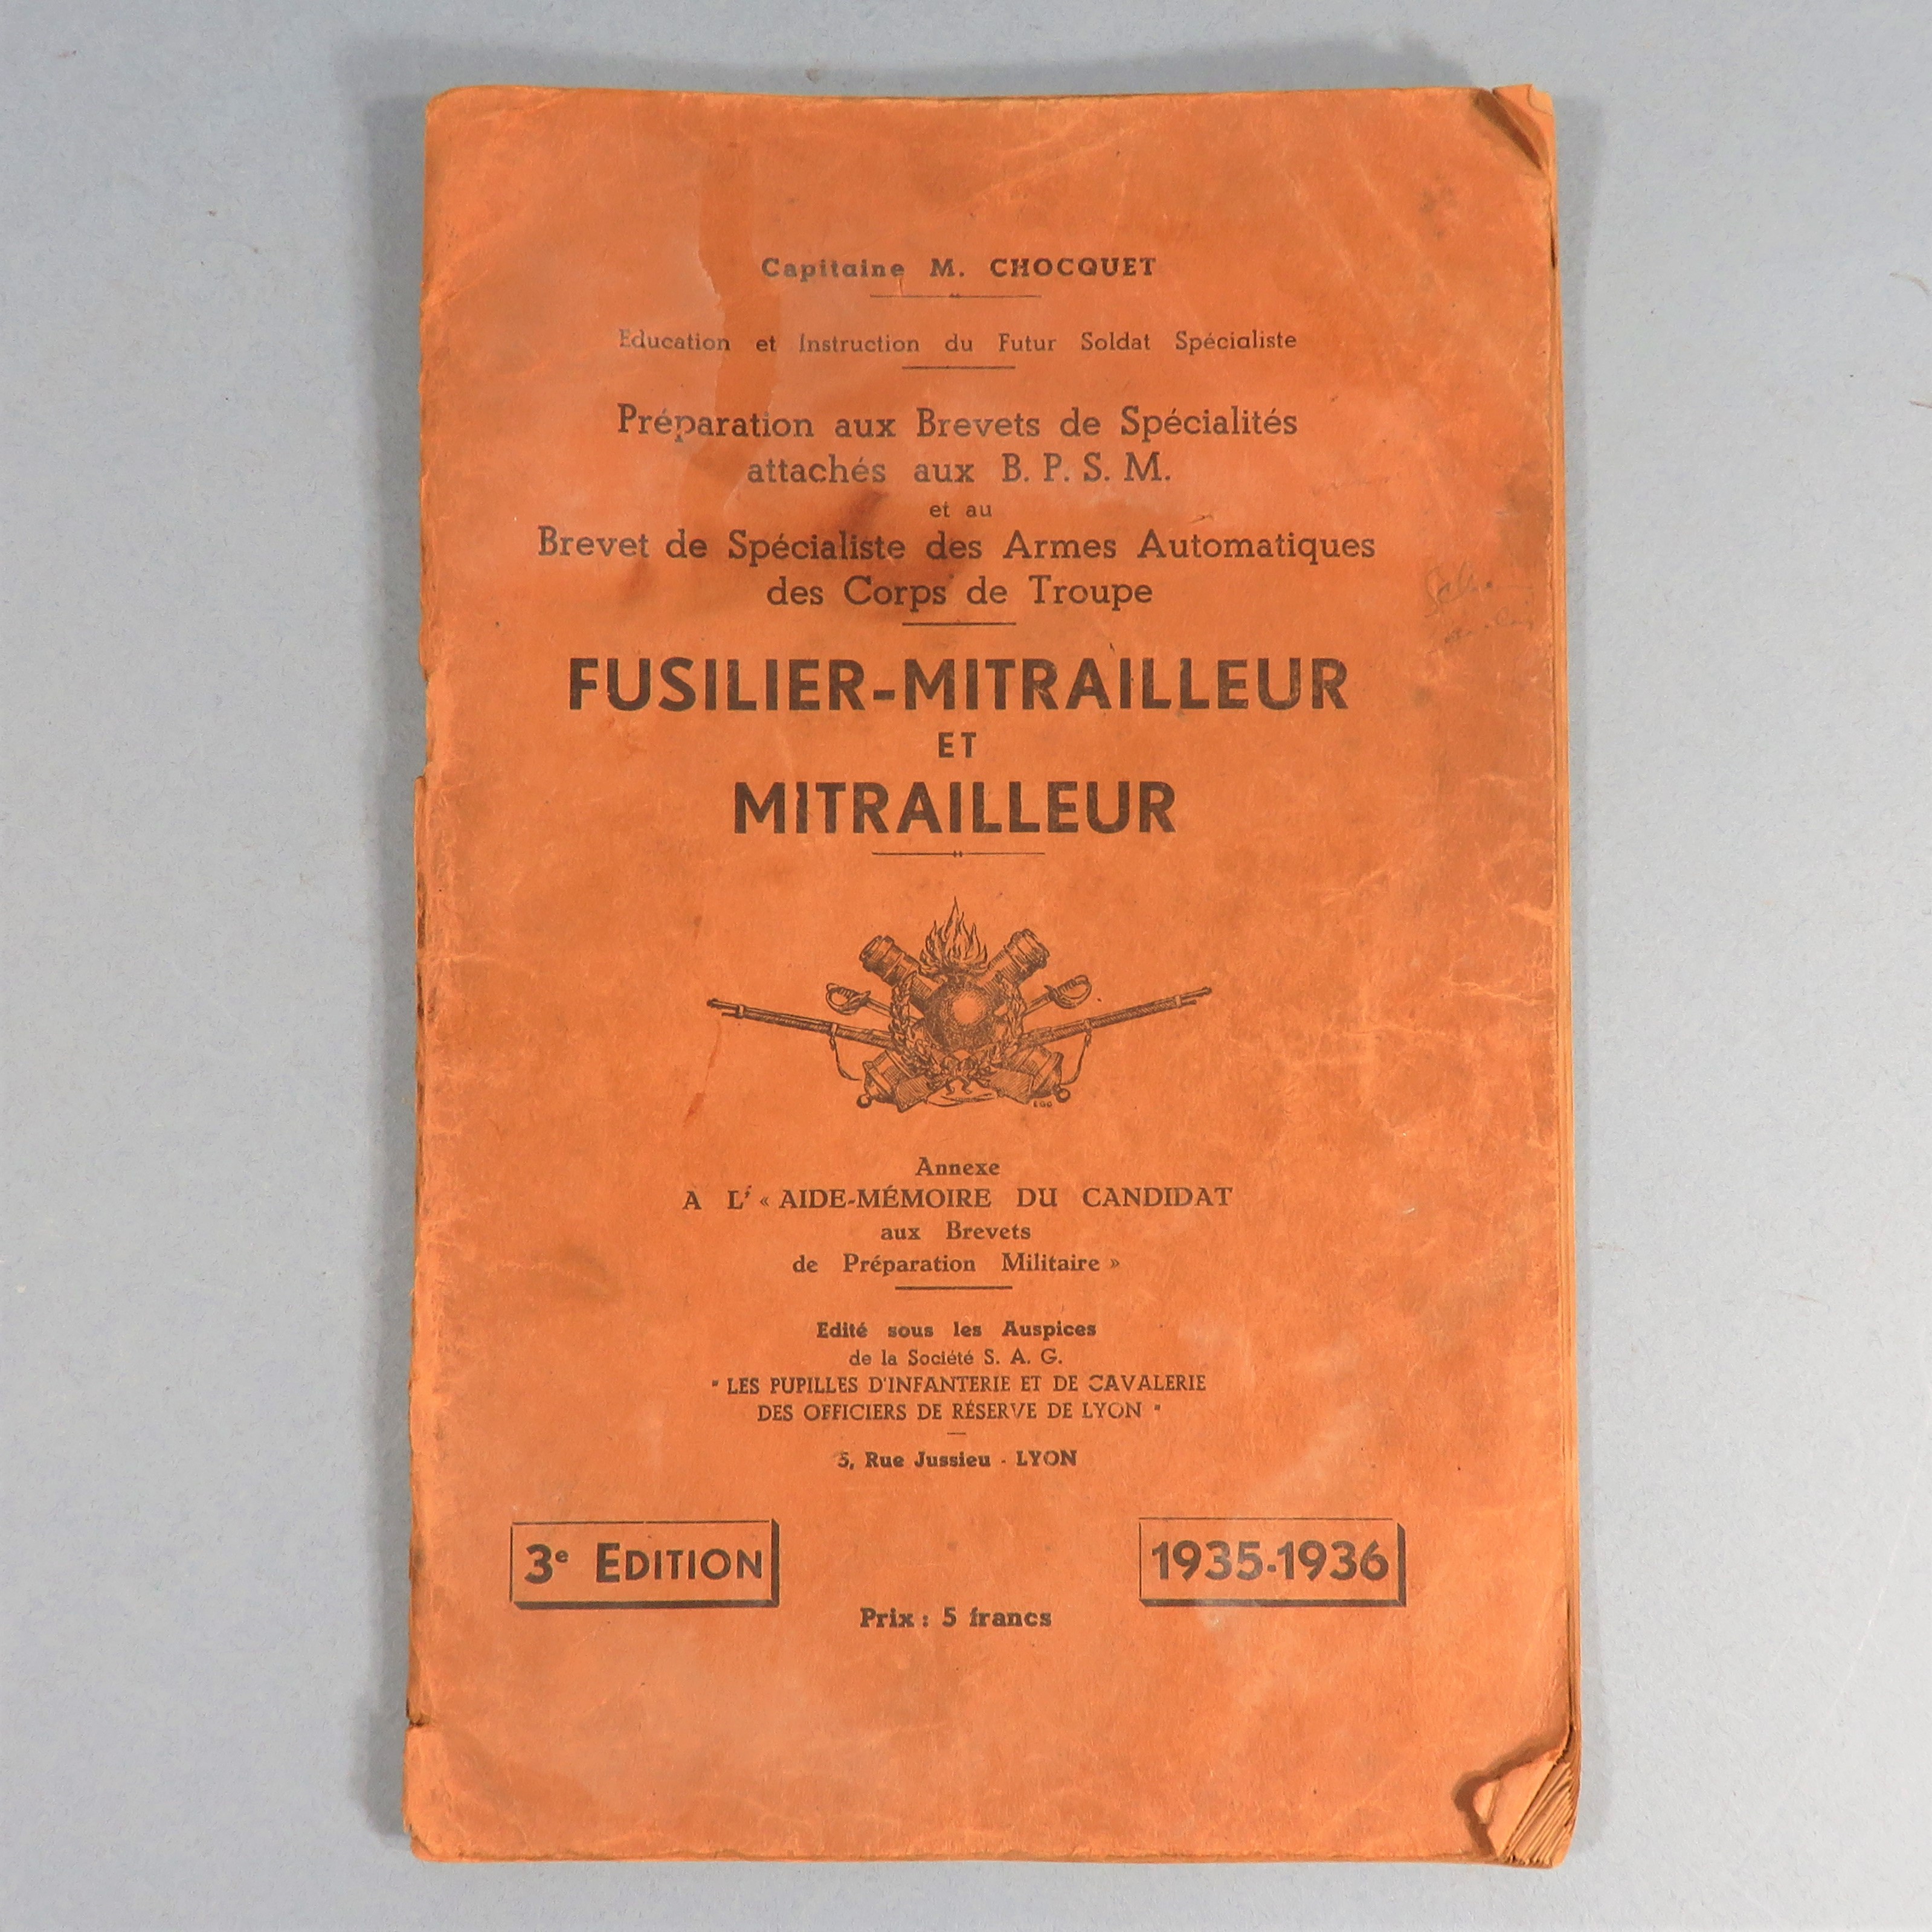 Capitaine M. CHOCQUET
Education et Instruction du Futur Soldat Spécialiste
Préparation aux Brevets de Spécialités
attachés aux B. P. S. M.
et au
Brevet de Spécialiste des Armes Automatiques
des Corps de Troupe
FUSILIER-MITRAILLEUR
ET
MITRAILLEUR
Annexe
A L' « AIDE-MÉMOIRE DU CANDIDAT
aux Brevets
de Préparation Militaire »
Edité sous les Auspices
de la Société S. A. G.
" LES PUPILLES D'INFANTERIE ET DE CAVALERIE
DES OFFICIERS DE RÉSERVE DE LYON "
5, Rue Jussieu - LYON
3e EDITION
1935-1936
Prix : 5 francs